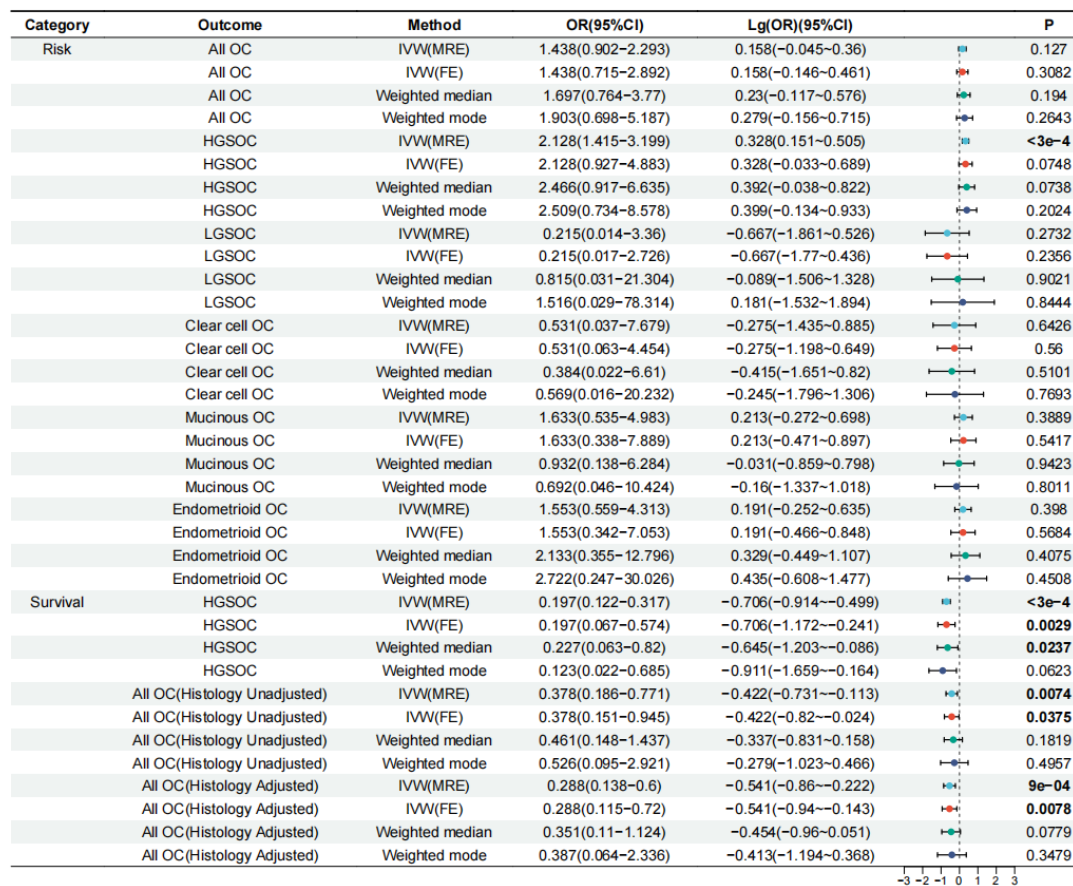 Category Outcome Method OR(95%CI) Lg(OR)(95%CI) P
Risk All OC IVW(MRE) 1.438(0.902−2.293) 0.158(−0.045~0.36) 0.127
All OC IVW(FE) 1.438(0.715−2.892) 0.158(−0.146~0.461) 0.3082
All OC Weighted median 1.697(0.764−3.77) 0.23(−0.117~0.576) 0.194
All OC Weighted mode 1.903(0.698−5.187) 0.279(−0.156~0.715) 0.2643
HGSOC IVW(MRE) 2.128(1.415−3.199) 0.328(0.151~0.505) <3e−4
HGSOC IVW(FE) 2.128(0.927−4.883) 0.328(−0.033~0.689) 0.0748
HGSOC Weighted median 2.466(0.917−6.635) 0.392(−0.038~0.822) 0.0738
HGSOC Weighted mode 2.509(0.734−8.578) 0.399(−0.134~0.933) 0.2024
LGSOC IVW(MRE) 0.215(0.014−3.36) −0.667(−1.861~0.526) 0.2732
LGSOC IVW(FE) 0.215(0.017−2.726) −0.667(−1.77~0.436) 0.2356
LGSOC Weighted median 0.815(0.031−21.304) −0.089(−1.506~1.328) 0.9021
LGSOC Weighted mode 1.516(0.029−78.314) 0.181(−1.532~1.894) 0.8444
Clear cell OC IVW(MRE) 0.531(0.037−7.679) −0.275(−1.435~0.885) 0.6426
Clear cell OC IVW(FE) 0.531(0.063−4.454) −0.275(−1.198~0.649) 0.56
Clear cell OC Weighted median 0.384(0.022−6.61) −0.415(−1.651~0.82) 0.5101
Clear cell OC Weighted mode 0.569(0.016−20.232) −0.245(−1.796~1.306) 0.7693
Mucinous OC IVW(MRE) 1.633(0.535−4.983) 0.213(−0.272~0.698) 0.3889
Mucinous OC IVW(FE) 1.633(0.338−7.889) 0.213(−0.471~0.897) 0.5417
Mucinous OC Weighted median 0.932(0.138−6.284) −0.031(−0.859~0.798) 0.9423
Mucinous OC Weighted mode 0.692(0.046−10.424) −0.16(−1.337~1.018) 0.8011
Endometrioid OC IVW(MRE) 1.553(0.559−4.313) 0.191(−0.252~0.635) 0.398
Endometrioid OC IVW(FE) 1.553(0.342−7.053) 0.191(−0.466~0.848) 0.5684
Endometrioid OC Weighted median 2.133(0.355−12.796) 0.329(−0.449~1.107) 0.4075
Endometrioid OC Weighted mode 2.722(0.247−30.026) 0.435(−0.608~1.477) 0.4508
Survival HGSOC IVW(MRE) 0.197(0.122−0.317) −0.706(−0.914~−0.499) <3e−4
HGSOC IVW(FE) 0.197(0.067−0.574) −0.706(−1.172~−0.241) 0.0029
HGSOC Weighted median 0.227(0.063−0.82) −0.645(−1.203~−0.086) 0.0237
HGSOC Weighted mode 0.123(0.022−0.685) −0.911(−1.659~−0.164) 0.0623
All OC(Histology Unadjusted) IVW(MRE) 0.378(0.186−0.771) −0.422(−0.731~−0.113) 0.0074
All OC(Histology Unadjusted) IVW(FE) 0.378(0.151−0.945) −0.422(−0.82~−0.024) 0.0375
All OC(Histology Unadjusted) Weighted median 0.461(0.148−1.437) −0.337(−0.831~0.158) 0.1819
All OC(Histology Unadjusted) Weighted mode 0.526(0.095−2.921) −0.279(−1.023~0.466) 0.4957
All OC(Histology Adjusted) IVW(MRE) 0.288(0.138−0.6) −0.541(−0.86~−0.222) 9e−04
All OC(Histology Adjusted) IVW(FE) 0.288(0.115−0.72) −0.541(−0.94~−0.143) 0.0078
All OC(Histology Adjusted) Weighted median 0.351(0.11−1.124) −0.454(−0.96~0.051) 0.0779
All OC(Histology Adjusted) Weighted mode 0.387(0.064−2.336) −0.413(−1.194~0.368) 0.3479
−3 −2 −1 0 1 2 3